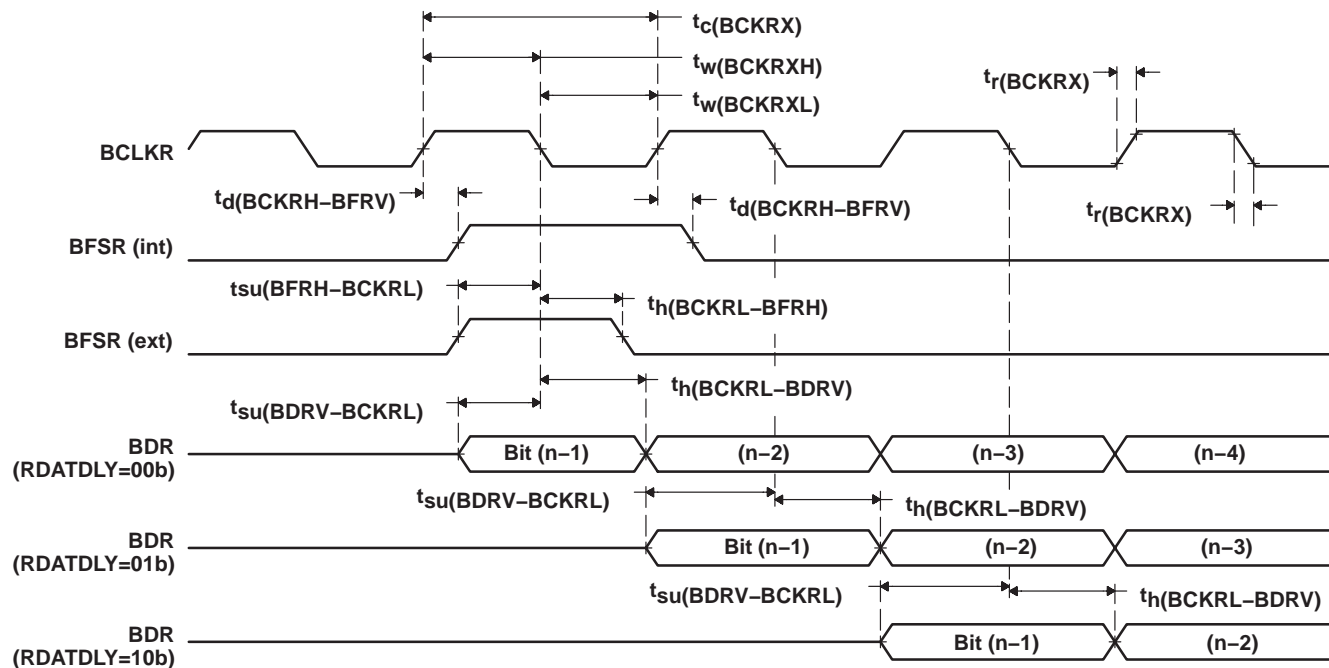 tc(BCKRX)
tw(BCKRXH)
tr(BCKRX)
tw(BCKRXL)
BCLKR
td(BCKRH–BFRV)
td(BCKRH–BFRV)
tr(BCKRX)
BFSR (int)
tsu(BFRH–BCKRL)
th(BCKRL–BFRH)
BFSR (ext)
th(BCKRL–BDRV)
tsu(BDRV–BCKRL)
BDR
(RDATDLY=00b)
Bit (n–1)
(n–2)
(n–3)
(n–4)
tsu(BDRV–BCKRL)
th(BCKRL–BDRV)
BDR
(RDATDLY=01b)
Bit (n–1)
(n–2)
(n–3)
tsu(BDRV–BCKRL)
th(BCKRL–BDRV)
BDR
(RDATDLY=10b)
Bit (n–1)
(n–2)